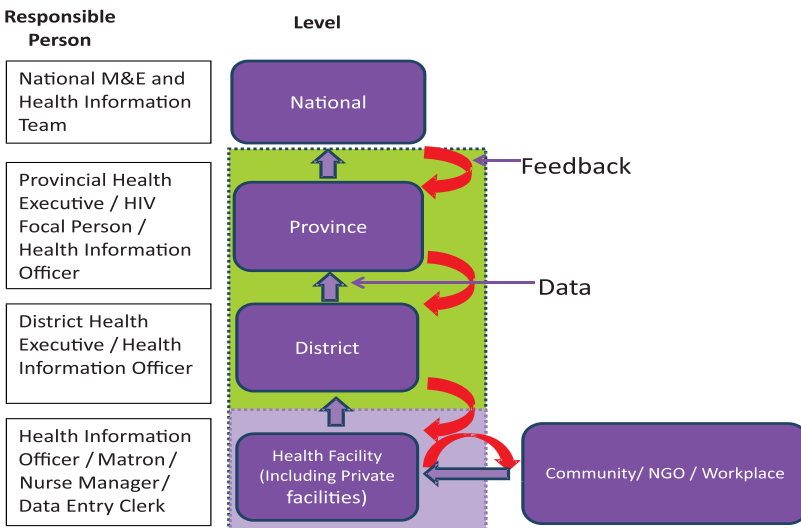 Responsible
Person
Level
National M&E and
Health Information
Team
National
Feedback
Provincial Health
Executive / HIV
Focal Person /
Health Information
Officer
Province
Data
District Health
Executive / Health
Information Officer
District
Health Information
Officer / Matron /
Nurse Manager/
Data Entry Clerk
Health Facility
(Including Private
facilities)
Community/ NGO / Workplace